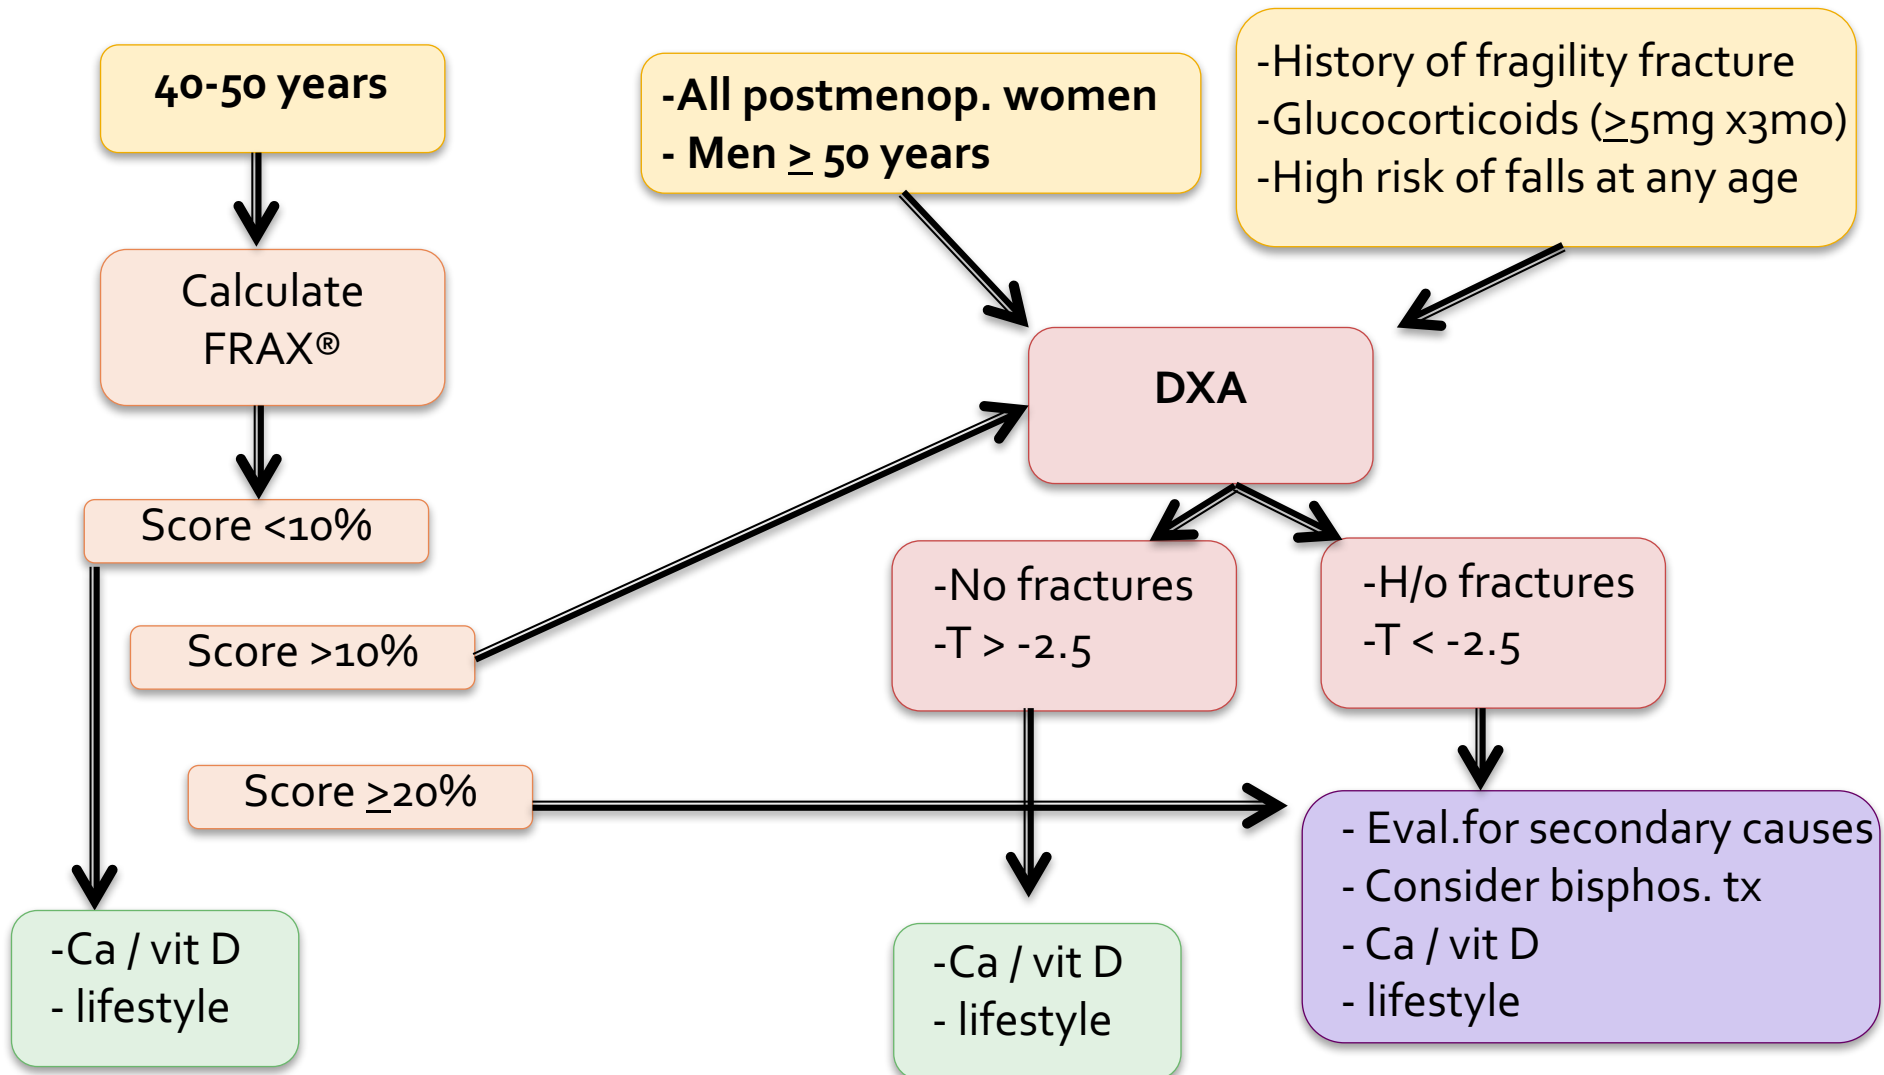 40-50 years
-All postmenop. women
- Men ≥ 50 years
-History of fragility fracture
-Glucocorticoids (≥5mg x3mo)
-High risk of falls at any age
Calculate
FRAX®
DXA
Score <10%
Score >10%
Score ≥20%
-No fractures
-T > -2.5
-H/o fractures
-T < -2.5
-Ca / vit D
- lifestyle
-Ca / vit D
- lifestyle
- Eval.for secondary causes
- Consider bisphos. tx
- Ca / vit D
- lifestyle